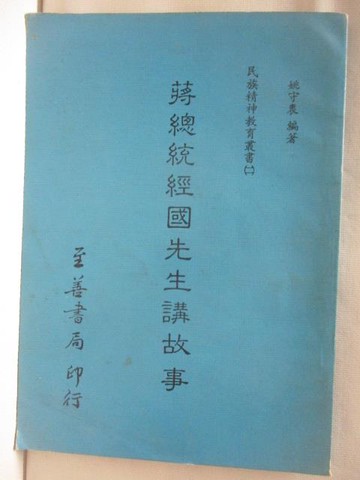 姚守衷 編著
民族精神教育叢書㈡
蔣總統經國先生講故事
至善書局 印行